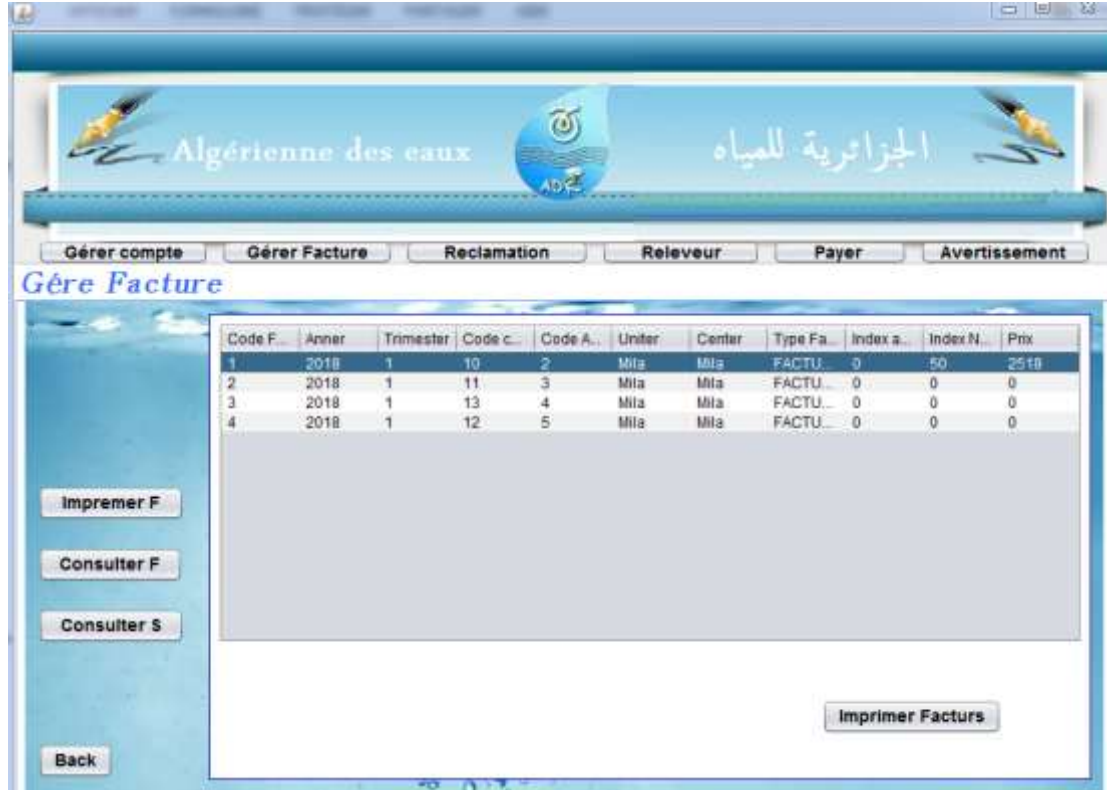 Algérienne des eaux
الجزائرية للمياه
ADE
Gérer compte Gérer Facture Reclamation Releveur Payer Avertissement
Gére Facture
Code F... Anner Trimester Code c... Code A... Uniter Center Type Fa... Index a... Index N... Prix
1 2018 1 10 2 Mila Mila FACTU... 0 50 2518
2 2018 1 11 3 Mila Mila FACTU... 0 0 0
3 2018 1 13 4 Mila Mila FACTU... 0 0 0
4 2018 1 12 5 Mila Mila FACTU... 0 0 0
Impremer F
Consulter F
Consulter S
Imprimer Facturs
Back